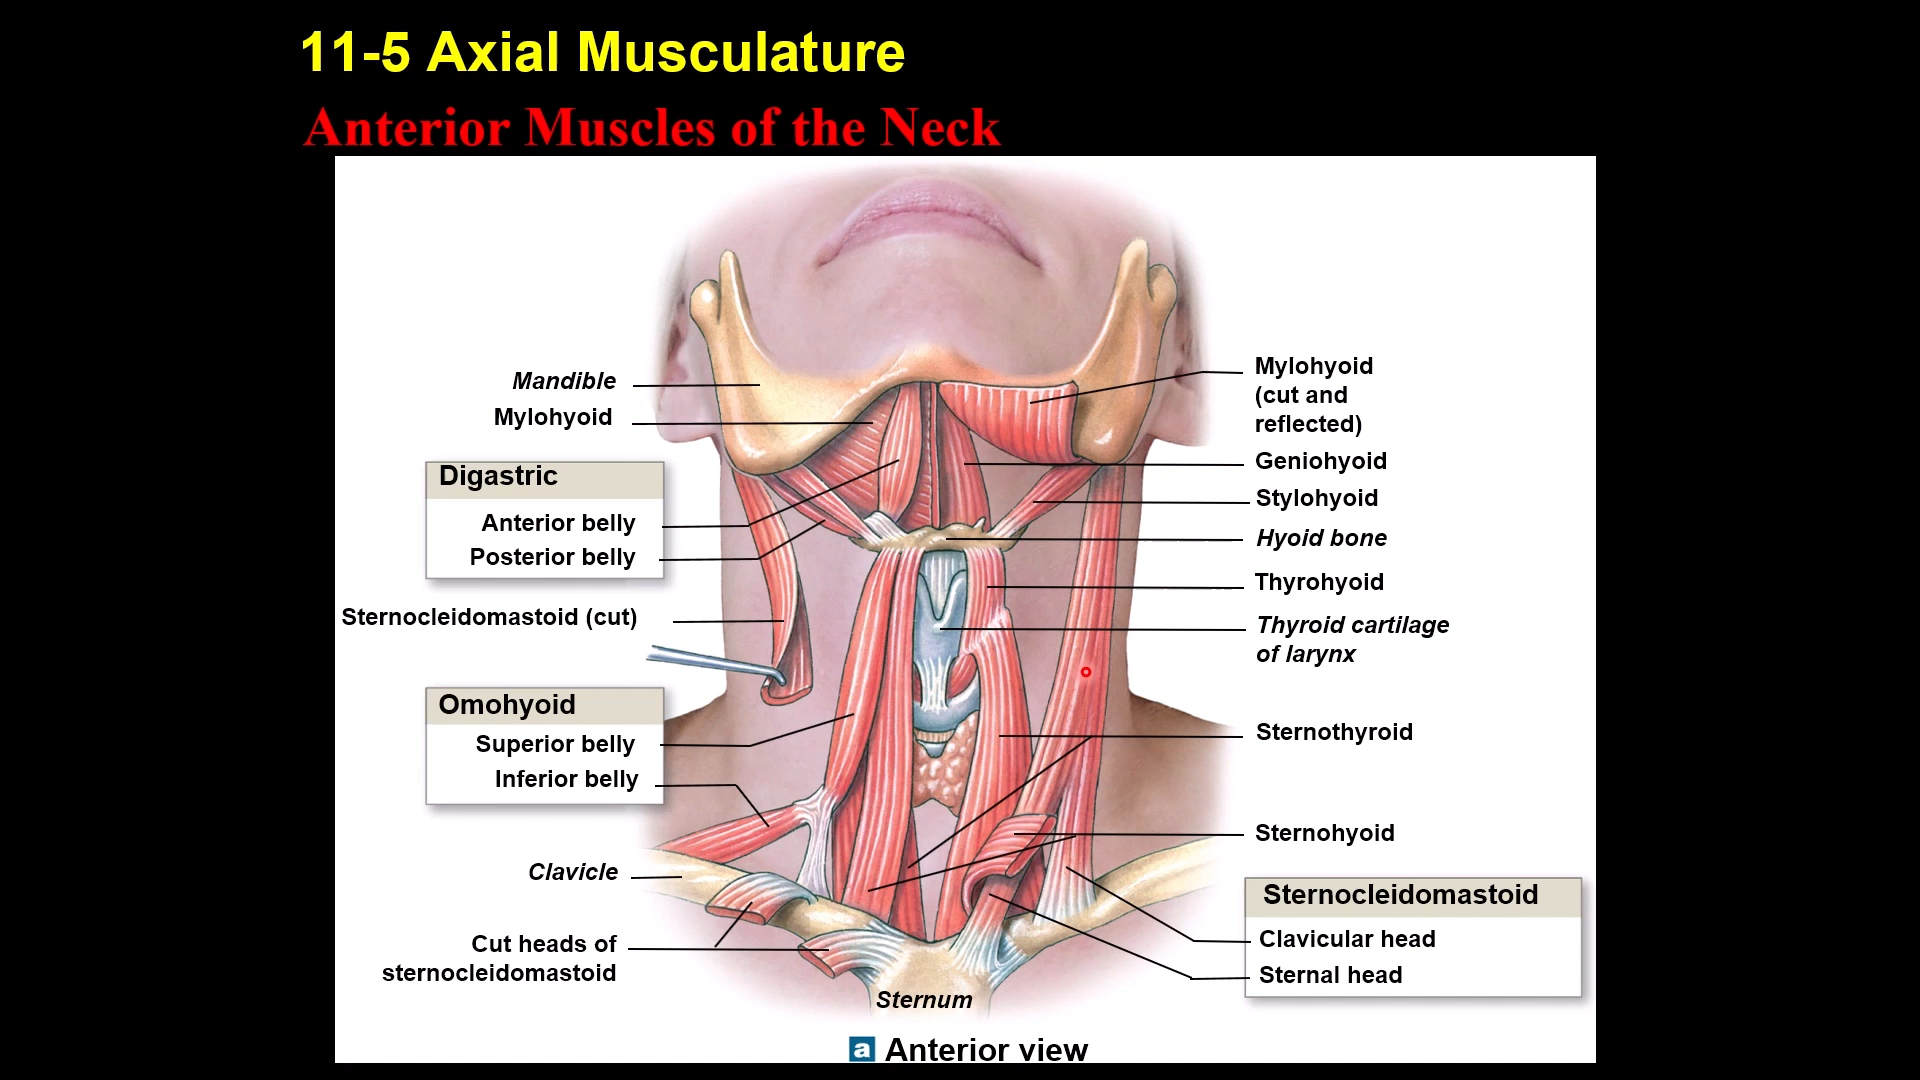 11-5 Axial Musculature
Anterior Muscles of the Neck
Mandible
Mylohyoid
Digastric
Anterior belly
Posterior belly
Sternocleidomastoid (cut)
Omohyoid
Superior belly
Inferior belly
Clavicle
Cut heads of
sternocleidomastoid
Mylohyoid
(cut and
reflected)
Geniohyoid
Stylohyoid
Hyoid bone
Thyrohyoid
Thyroid cartilage
of larynx
Sternothyroid
Sternohyoid
Sternocleidomastoid
Clavicular head
Sternal head
Sternum
a Anterior view